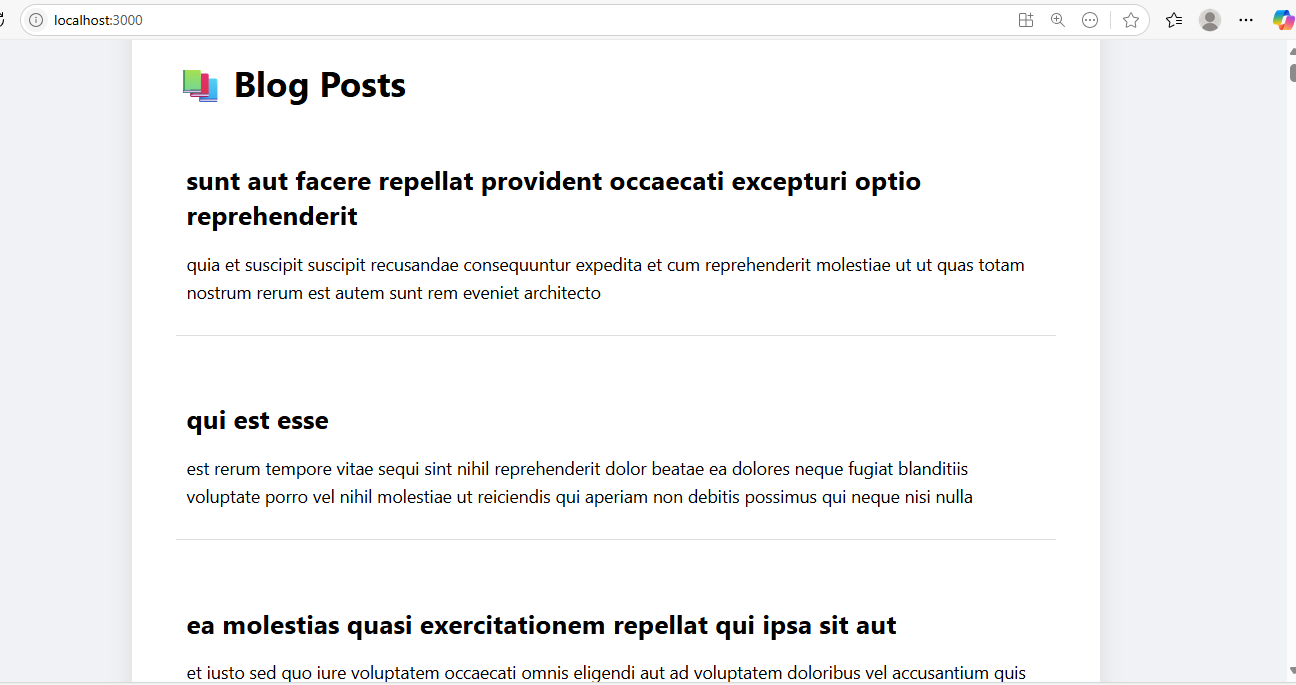 localhost:3000
Blog Posts
sunt aut facere repellat provident occaecati excepturi optio
reprehenderit
quia et suscipit suscipit recusandae consequuntur expedita et cum reprehenderit molestiae ut ut quas totam
nostrum rerum est autem sunt rem eveniet architecto
qui est esse
est rerum tempore vitae sequi sint nihil reprehenderit dolor beatae ea dolores neque fugiat blanditiis
voluptate porro vel nihil molestiae ut reiciendis qui aperiam non debitis possimus qui neque nisi nulla
ea molestias quasi exercitationem repellat qui ipsa sit aut
et iusto sed quo iure voluptatem occaecati omnis eligendi aut ad voluptatem doloribus vel accusantium quis